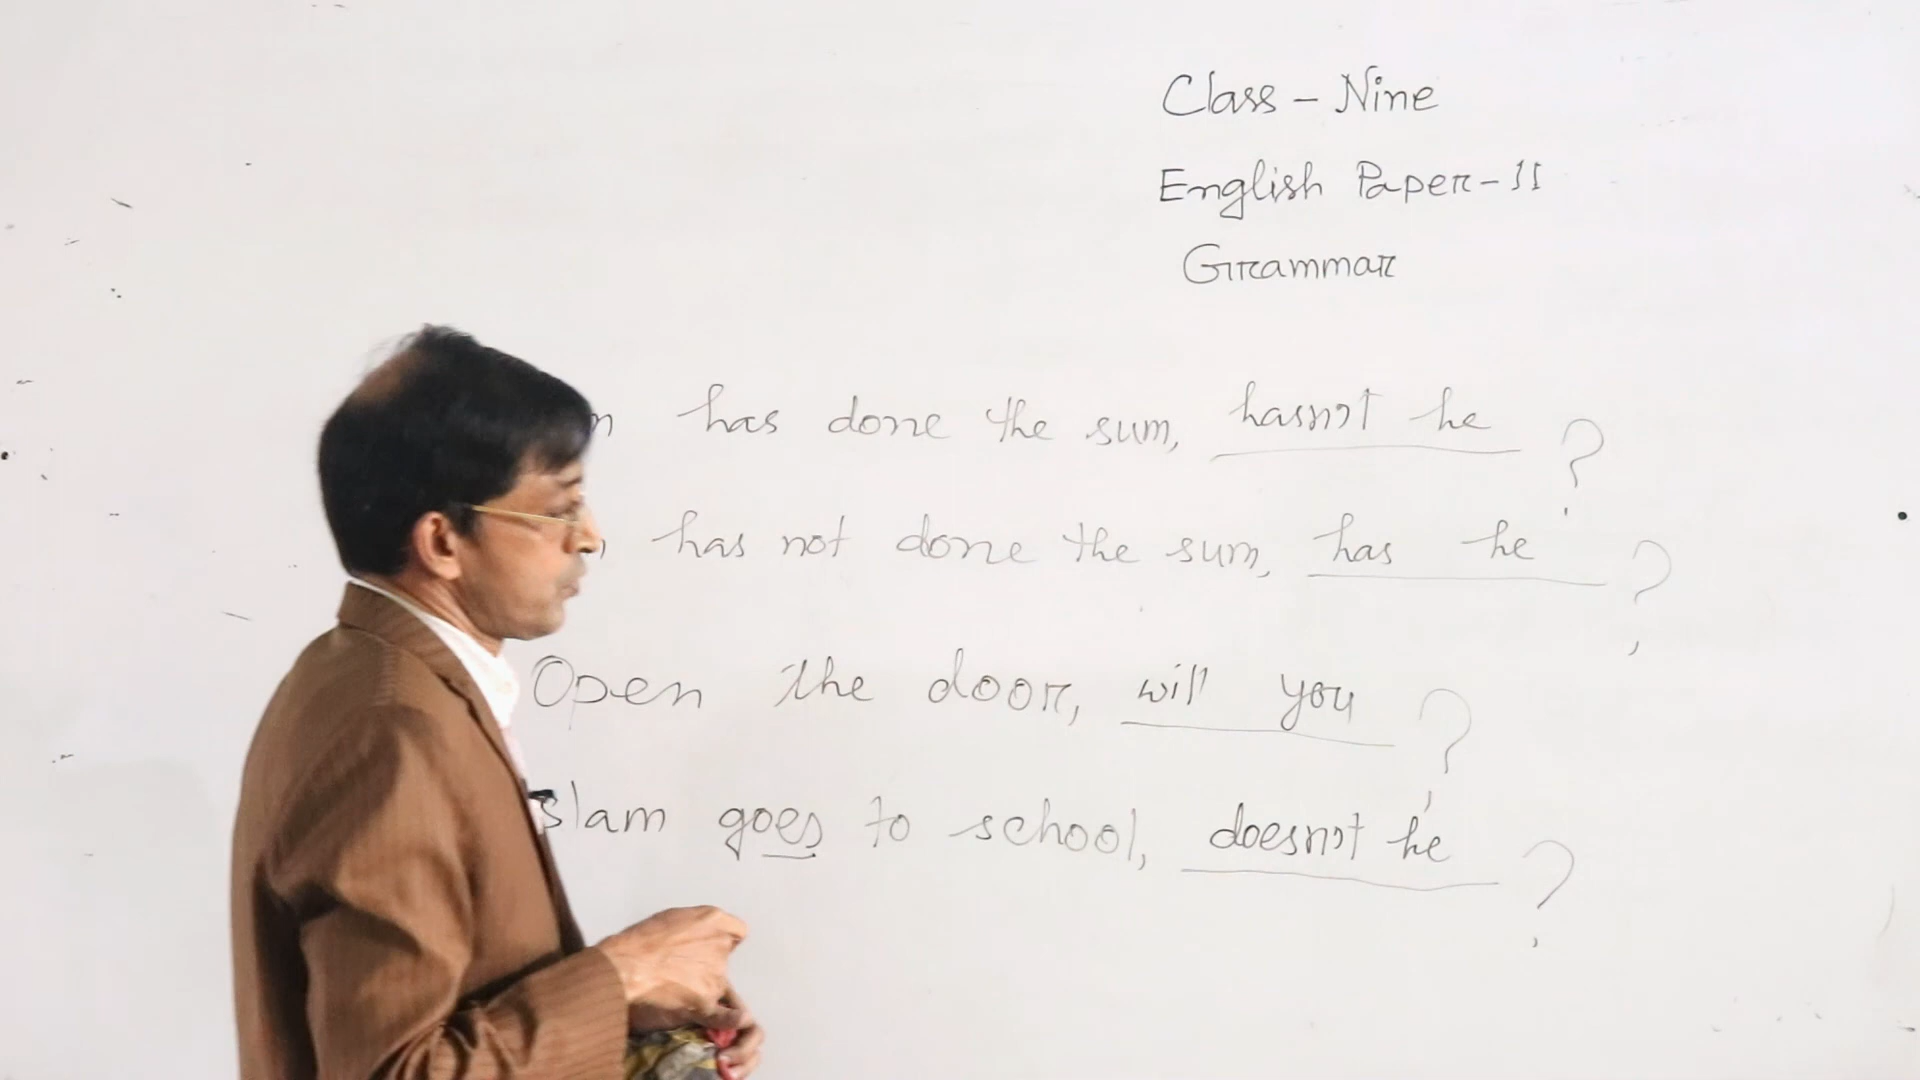 Class - Nine
English Paper - II
Grammar
has done the sum, hasn't he ?
has not done the sum, has he ?
Open the door, will you ?
slam goes to school, doesn't he ?